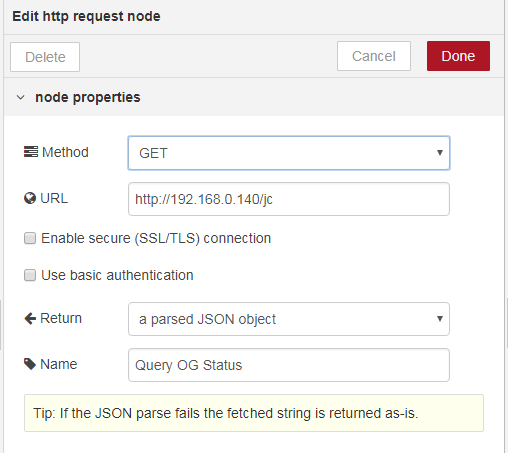 Edit http request node
Delete
Cancel
Done
node properties
Method
GET
URL
http://192.168.0.140/jc
Enable secure (SSL/TLS) connection
Use basic authentication
Return
a parsed JSON object
Name
Query OG Status
Tip: If the JSON parse fails the fetched string is returned as-is.